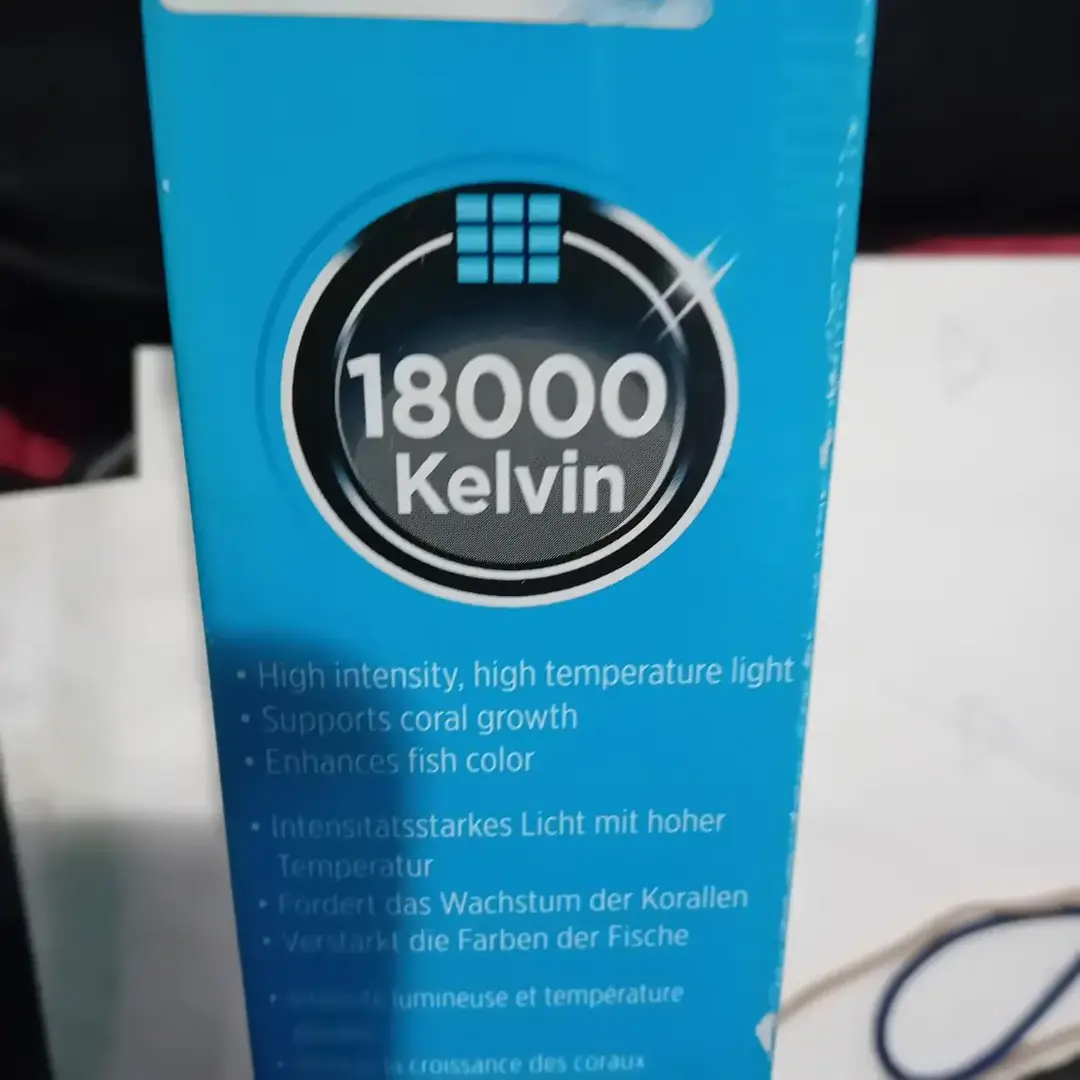 18000
Kelvin
• High intensity, high temperature light
• Supports coral growth
• Enhances fish color
• Intensitätsstarkes Licht mit hoher
Temperatur
• Fördert das Wachstum der Korallen
• Verstärkt die Farben der Fische
• lumineuse et température
• la croissance des coraux